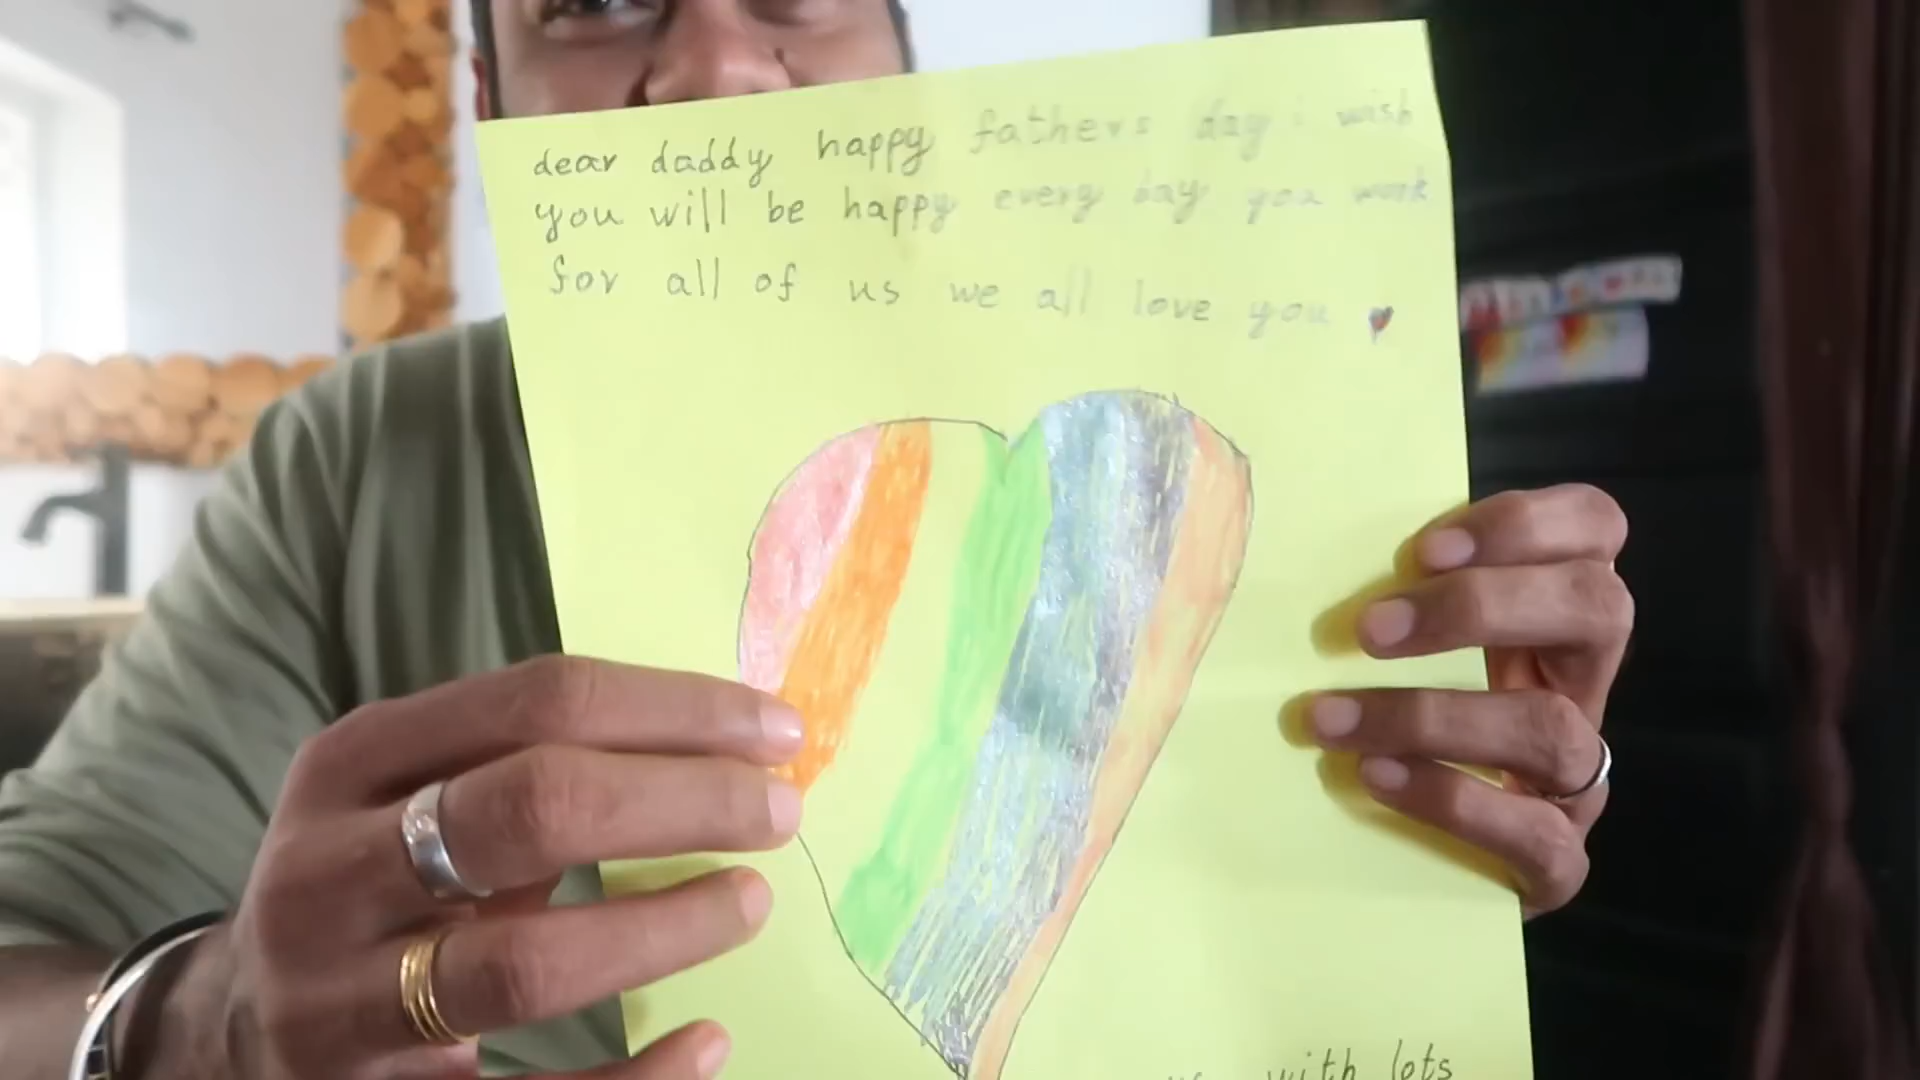 dear daddy happy fathers day i wish
you will be happy every day you work
for all of us we all love you
with lots